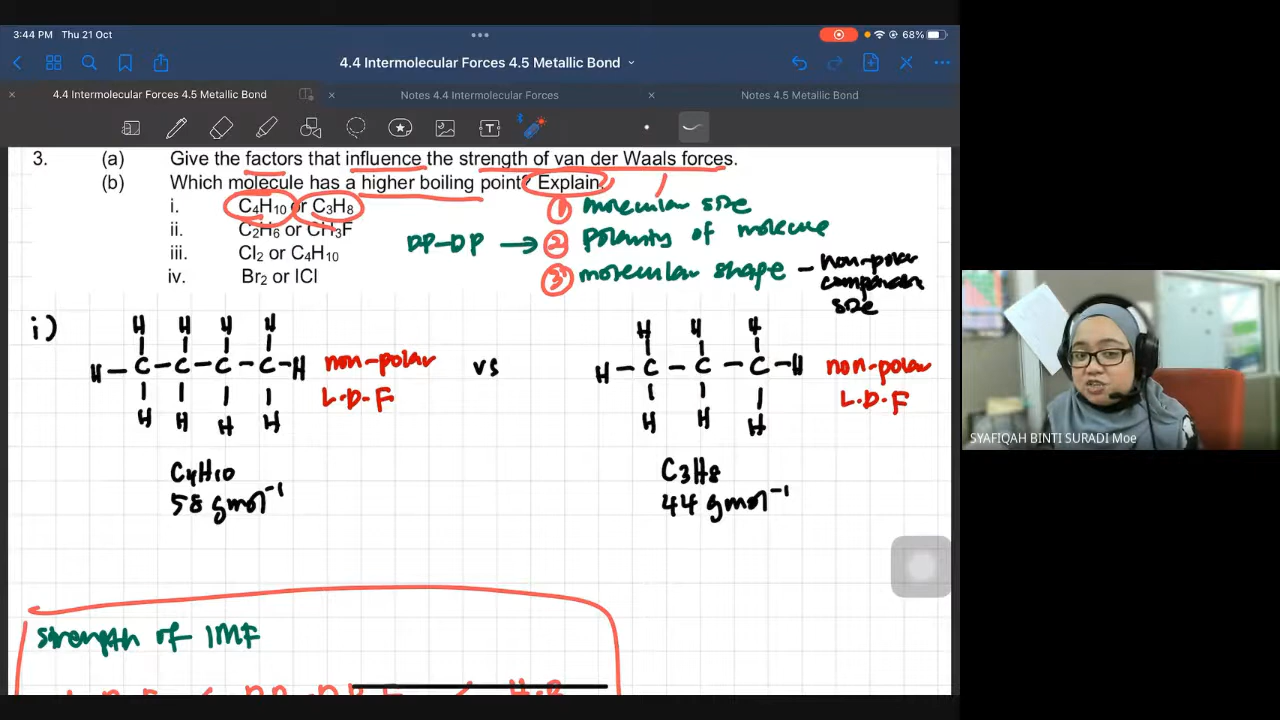 3:44 PM Thu 21 Oct
68%
4.4 Intermolecular Forces 4.5 Metallic Bond
4.4 Intermolecular Forces 4.5 Metallic Bond
Notes 4.4 Intermolecular Forces
Notes 4.5 Metallic Bond
3. (a) Give the factors that influence the strength of van der Waals forces.
(b) Which molecule has a higher boiling point? Explain.
i. C4H10 or C3H8
ii. C2H6 or CH3F
iii. Cl2 or C4H10
iv. Br2 or ICl
① molecular size
DP-DP → ② polarity of molecule
③ molecular shape - non-polar
comparable
size
i)
H H H H
H - C - C - C - C - H
H H H H
non-polar
L.D.F
C4H10
58 gmol-1
vs
H H H
H - C - C - C - H
H H H
non-polar
L.D.F
C3H8
44 gmol-1
SYAFIQAH BINTI SURADI Moe
strength of IMF